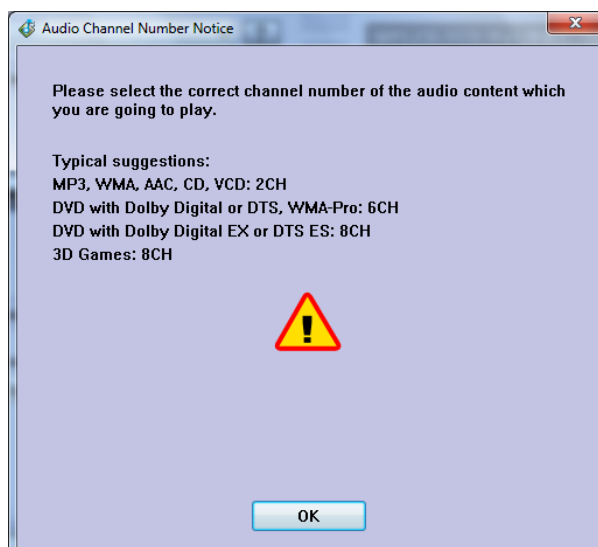 Audio Channel Number Notice
Please select the correct channel number of the audio content which
you are going to play.
Typical suggestions:
MP3, WMA, AAC, CD, VCD: 2CH
DVD with Dolby Digital or DTS, WMA-Pro: 6CH
DVD with Dolby Digital EX or DTS ES: 8CH
3D Games: 8CH
OK